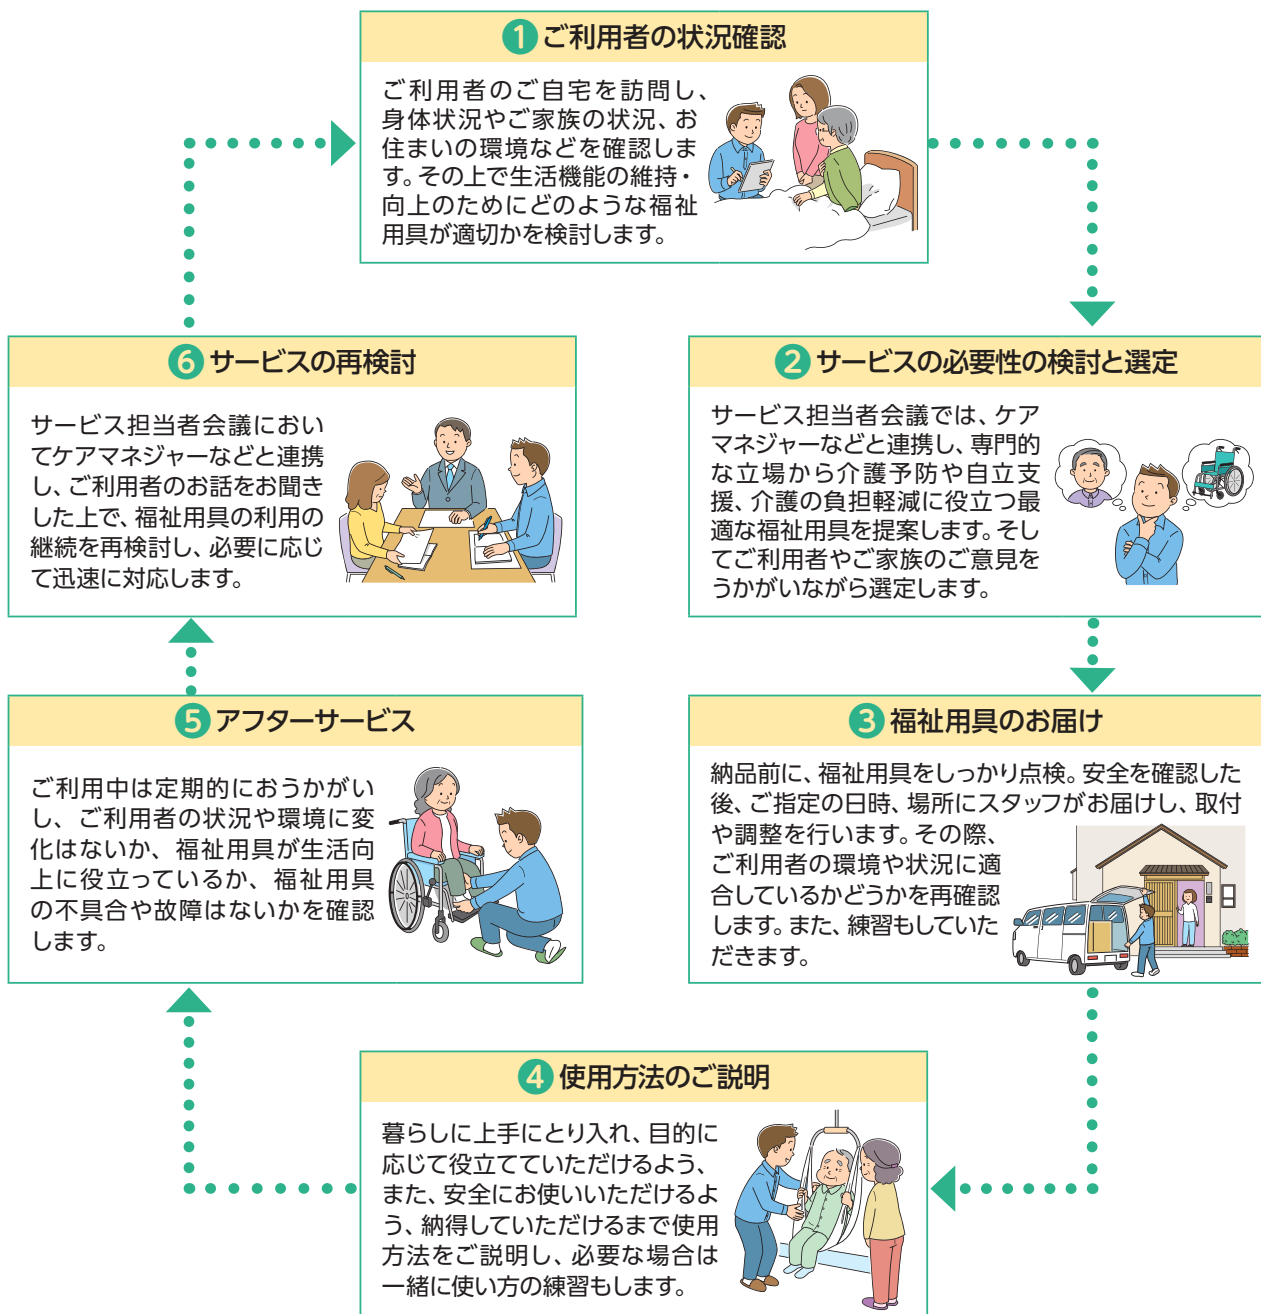 ❶ご利用者の状況確認
ご利用者のご自宅を訪問し、
身体状況やご家族の状況、お
住まいの環境などを確認しま
す。その上で生活機能の維持・
向上のためにどのような福祉
用具が適切かを検討します。
❷サービスの必要性の検討と選定
サービス担当者会議では、ケア
マネジャーなどと連携し、専門的
な立場から介護予防や自立支
援、介護の負担軽減に役立つ最
適な福祉用具を提案します。そし
てご利用者やご家族のご意見を
うかがいながら選定します。
❸福祉用具のお届け
納品前に、福祉用具をしっかり点検。安全を確認した
後、ご指定の日時、場所にスタッフがお届けし、取付
や調整を行います。その際、
ご利用者の環境や状況に適
合しているかどうかを再確認
します。また、練習もしていた
だきます。
❹使用方法のご説明
暮らしに上手にとり入れ、目的に
応じて役立てていただけるよう、
また、安全にお使いいただけるよ
う、納得していただけるまで使用
方法をご説明し、必要な場合は
一緒に使い方の練習もします。
❺アフターサービス
ご利用中は定期的におうかがい
し、ご利用者の状況や環境に変
化はないか、福祉用具が生活向
上に役立っているか、福祉用具
の不具合や故障はないかを確認
します。
❻サービスの再検討
サービス担当者会議におい
てケアマネジャーなどと連携
し、ご利用者のお話をお聞き
した上で、福祉用具の利用の
継続を再検討し、必要に応じ
て迅速に対応します。